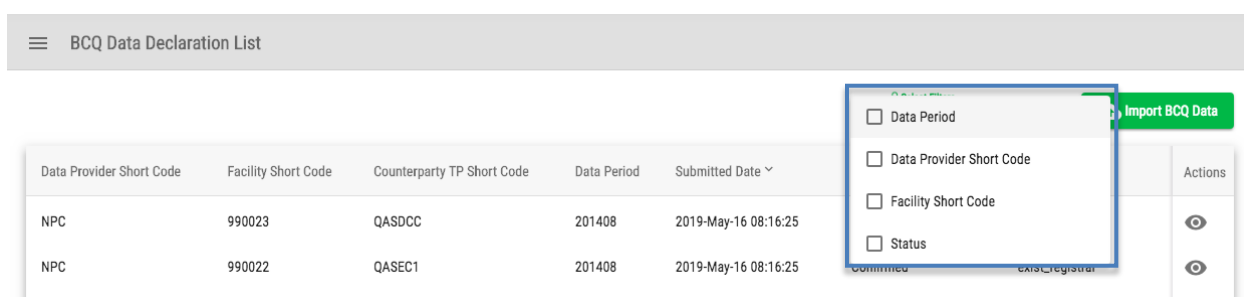 BCQ Data Declaration List
Import BCQ Data
Data Period
Data Provider Short Code
Facility Short Code
Status
Data Provider Short Code Facility Short Code Counterparty TP Short Code Data Period Submitted Date Actions
NPC 990023 QASDCC 201408 2019-May-16 08:16:25
NPC 990022 QASEC1 201408 2019-May-16 08:16:25 Confirmed exist_registrar